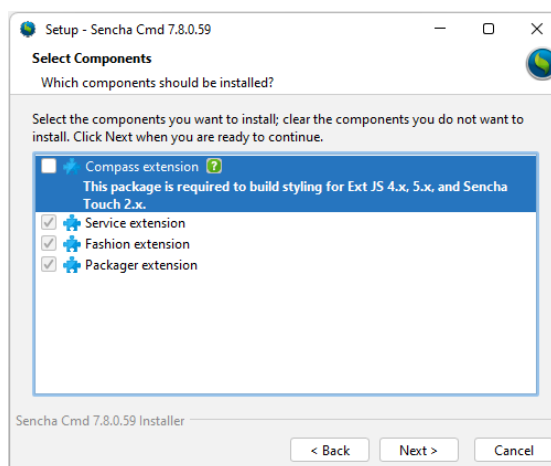 Setup - Sencha Cmd 7.8.0.59
Select Components
Which components should be installed?
Select the components you want to install; clear the components you do not want to
install. Click Next when you are ready to continue.
Compass extension ?
This package is required to build styling for Ext JS 4.x, 5.x, and Sencha
Touch 2.x.
Service extension
Fashion extension
Packager extension
Sencha Cmd 7.8.0.59 Installer
< Back Next > Cancel